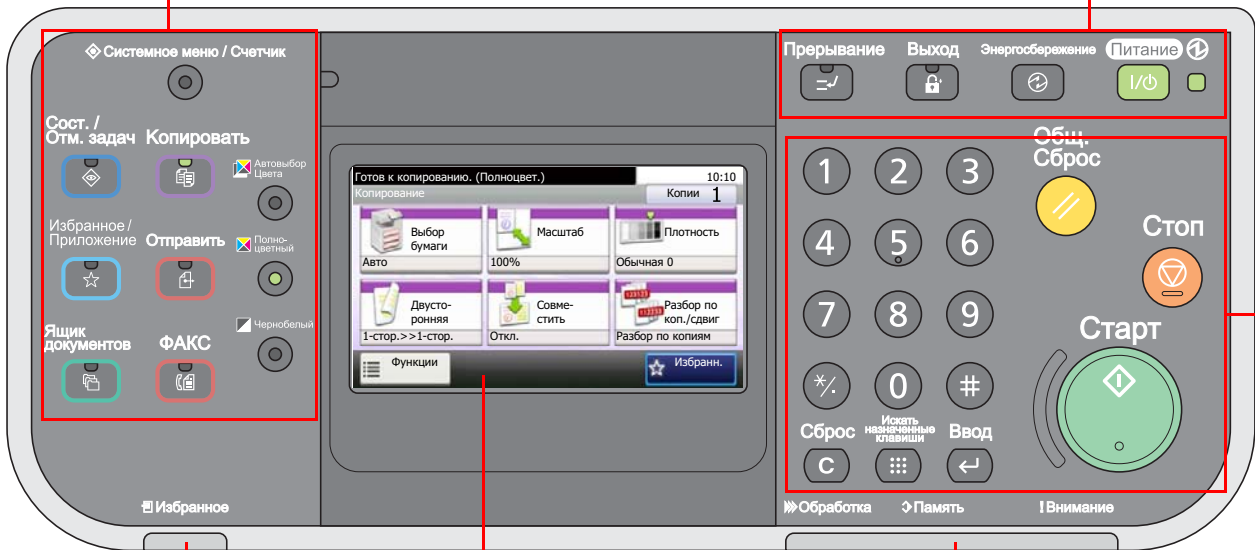 Системное меню / Счетчик
Сост. /
Отм. задач
Копировать
Автовыбор
Цвета
Избранное /
Приложение
Отправить
Полно-
цветный
Ящик
документов
ФАКС
Чернобелый
Избранное
Готов к копированию. (Полноцвет.)
10:10
Копирование
Копии 1
Выбор
бумаги
Авто
Масштаб
100%
Плотность
Обычная 0
Двусто-
ронняя
1-стор.>>1-стор.
Совме-
стить
Откл.
123123
112233
Разбор по
коп./сдвиг
Разбор по копиям
Функции
Избранн.
Прерывание
Выход
Энергосбережение
Питание
Общ.
Сброс
1 2 3
Стоп
4 5 6
7 8 9
Старт
*/. 0 #
Сброс
Искать
назначенные
клавиши
Ввод
C
Обработка
Память
Внимание